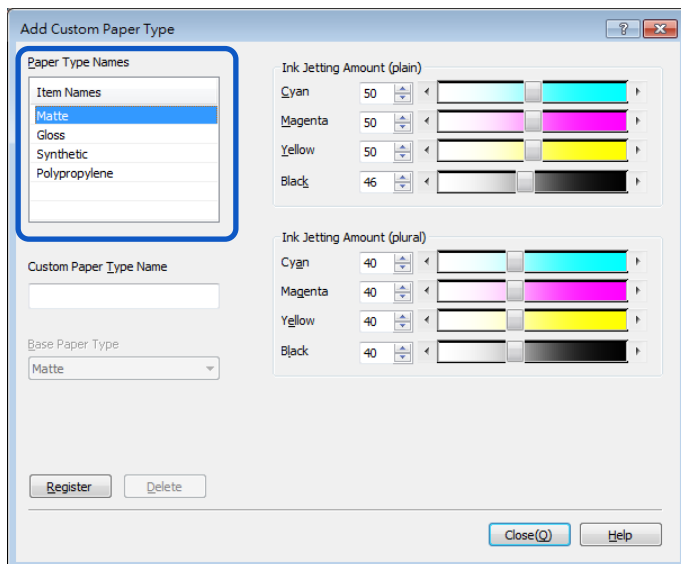 Add Custom Paper Type
Paper Type Names
Item Names
Matte
Gloss
Synthetic
Polypropylene
Custom Paper Type Name
Base Paper Type
Matte
Register Delete
Ink Jetting Amount (plain)
Cyan 50
Magenta 50
Yellow 50
Black 46
Ink Jetting Amount (plural)
Cyan 40
Magenta 40
Yellow 40
Black 40
Close(Q) Help